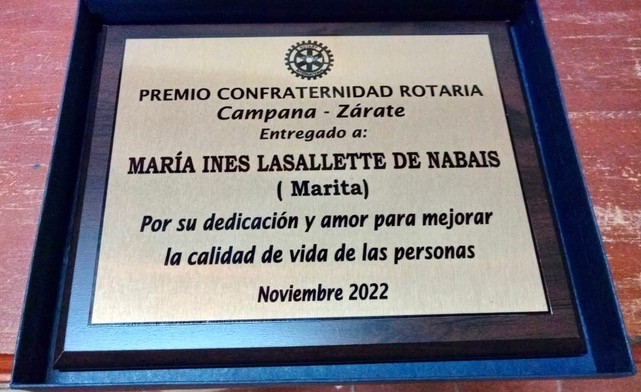 PREMIO CONFRATERNIDAD ROTARIA
Campana - Zárate
Entregado a:
MARÍA INES LASALLETTE DE NABAIS
( Marita)
Por su dedicación y amor para mejorar
la calidad de vida de las personas
Noviembre 2022